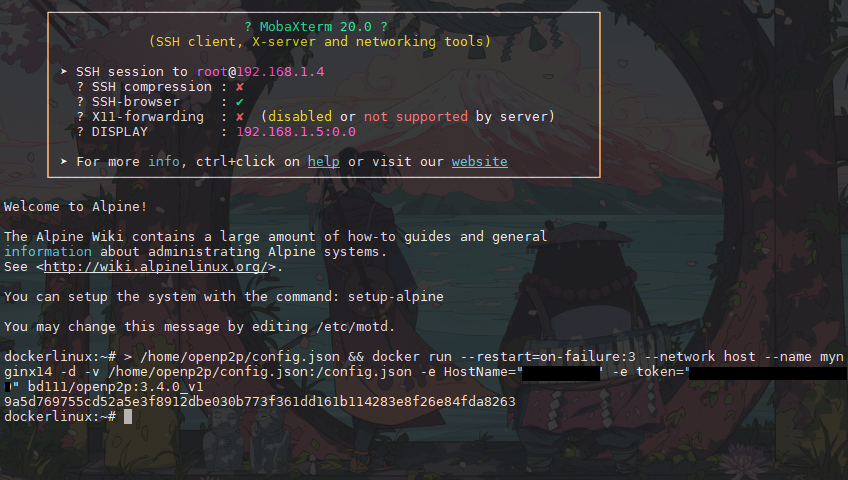 ? MobaXterm 20.0 ?
(SSH client, X-server and networking tools)
➤ SSH session to root@192.168.1.4
? SSH compression : ✘
? SSH-browser : ✔
? X11-forwarding : ✘ (disabled or not supported by server)
? DISPLAY : 192.168.1.5:0.0
➤ For more info, ctrl+click on help or visit our website
Welcome to Alpine!
The Alpine Wiki contains a large amount of how-to guides and general
information about administrating Alpine systems.
See <http://wiki.alpinelinux.org/>.
You can setup the system with the command: setup-alpine
You may change this message by editing /etc/motd.
dockerlinux:~# > /home/openp2p/config.json && docker run --restart=on-failure:3 --network host --name myn
ginx14 -d -v /home/openp2p/config.json:/config.json -e HostName=" ' -e token="
" bd111/openp2p:3.4.0_v1
9a5d769755cd52a5e3f8912dbe030b773f361dd161b114283e8f26e84fda8263
dockerlinux:~#